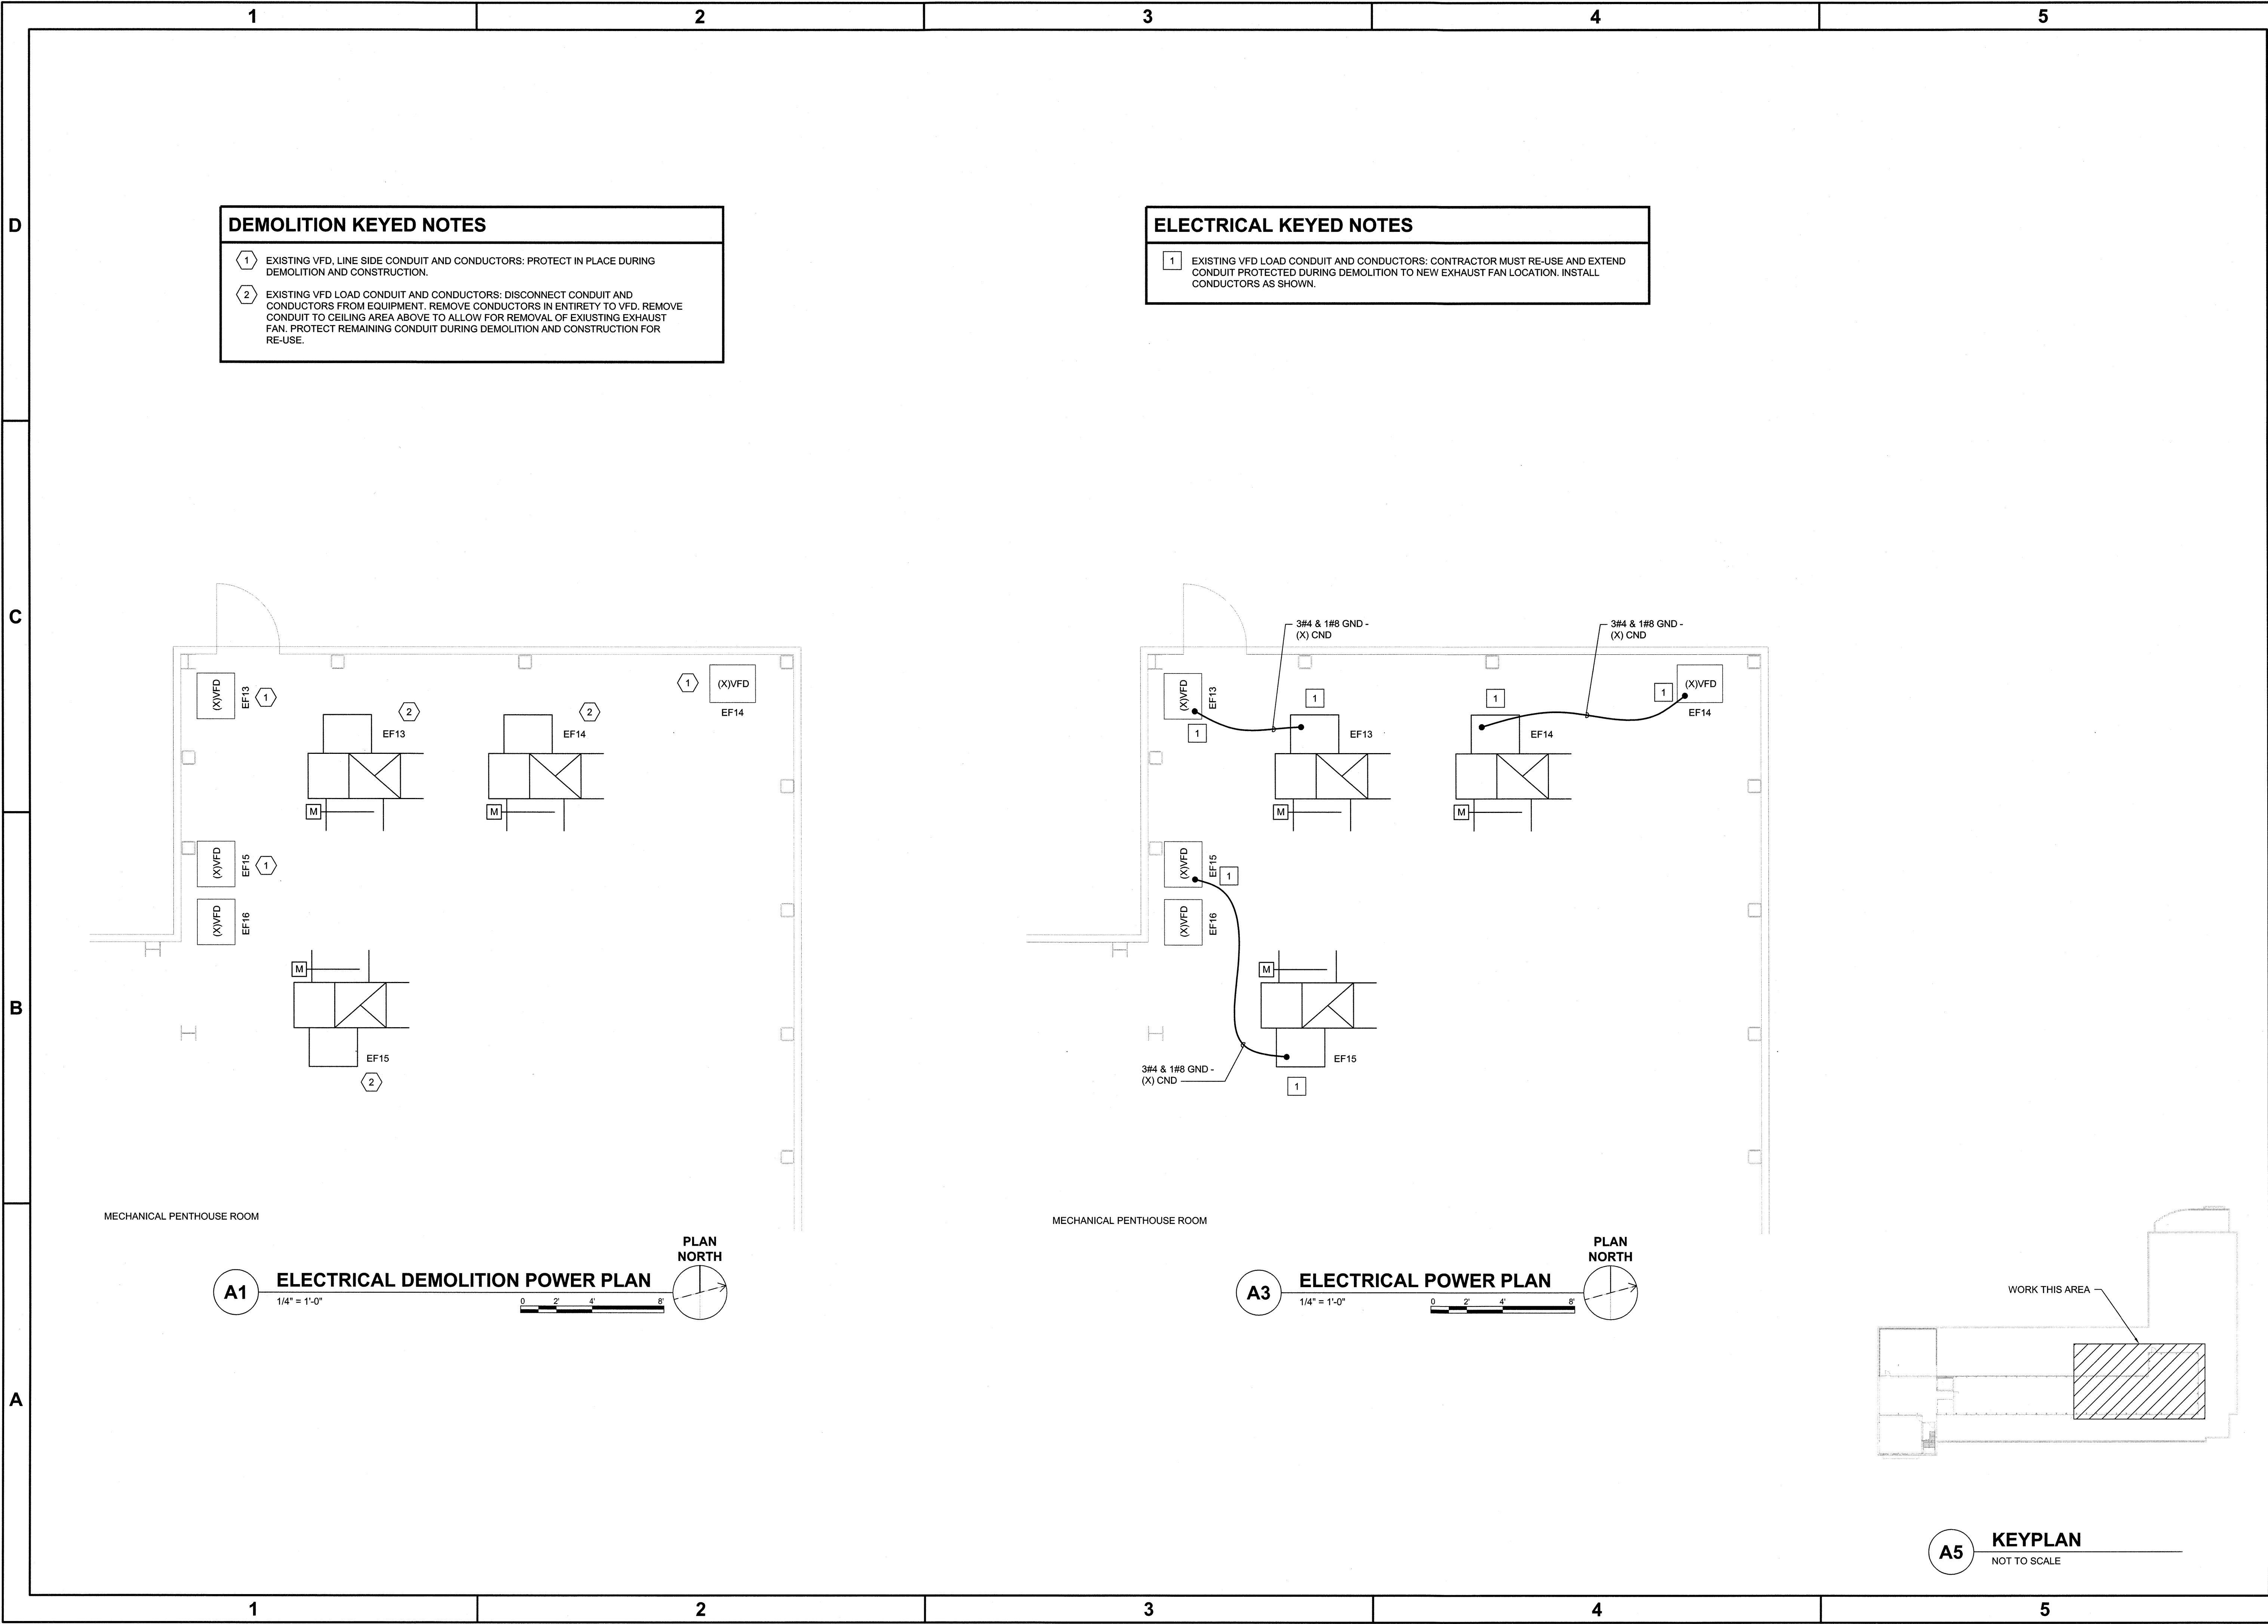 1 2 3 4 5
D
C
B
A
DEMOLITION KEYED NOTES
1 EXISTING VFD, LINE SIDE CONDUIT AND CONDUCTORS: PROTECT IN PLACE DURING
DEMOLITION AND CONSTRUCTION.
2 EXISTING VFD LOAD CONDUIT AND CONDUCTORS: DISCONNECT CONDUIT AND
CONDUCTORS FROM EQUIPMENT. REMOVE CONDUCTORS IN ENTIRETY TO VFD. REMOVE
CONDUIT TO CEILING AREA ABOVE TO ALLOW FOR REMOVAL OF EXIUSTING EXHAUST
FAN. PROTECT REMAINING CONDUIT DURING DEMOLITION AND CONSTRUCTION FOR
RE-USE.
ELECTRICAL KEYED NOTES
1 EXISTING VFD LOAD CONDUIT AND CONDUCTORS: CONTRACTOR MUST RE-USE AND EXTEND
CONDUIT PROTECTED DURING DEMOLITION TO NEW EXHAUST FAN LOCATION. INSTALL
CONDUCTORS AS SHOWN.
(X)VFD
EF13
1
2
EF13
M
2
EF14
M
1
(X)VFD
EF14
(X)VFD
EF15
1
(X)VFD
EF16
M
EF15
2
MECHANICAL PENTHOUSE ROOM
PLAN
NORTH
A1
ELECTRICAL DEMOLITION POWER PLAN
1/4" = 1'-0"
0 2' 4' 8'
3#4 & 1#8 GND -
(X) CND
3#4 & 1#8 GND -
(X) CND
(X)VFD
EF13
1
1
EF13
M
1
EF14
M
1
(X)VFD
EF14
(X)VFD
EF15
1
(X)VFD
EF16
M
EF15
1
3#4 & 1#8 GND -
(X) CND
MECHANICAL PENTHOUSE ROOM
PLAN
NORTH
A3
ELECTRICAL POWER PLAN
1/4" = 1'-0"
0 2' 4' 8'
WORK THIS AREA
A5
KEYPLAN
NOT TO SCALE
1 2 3 4 5